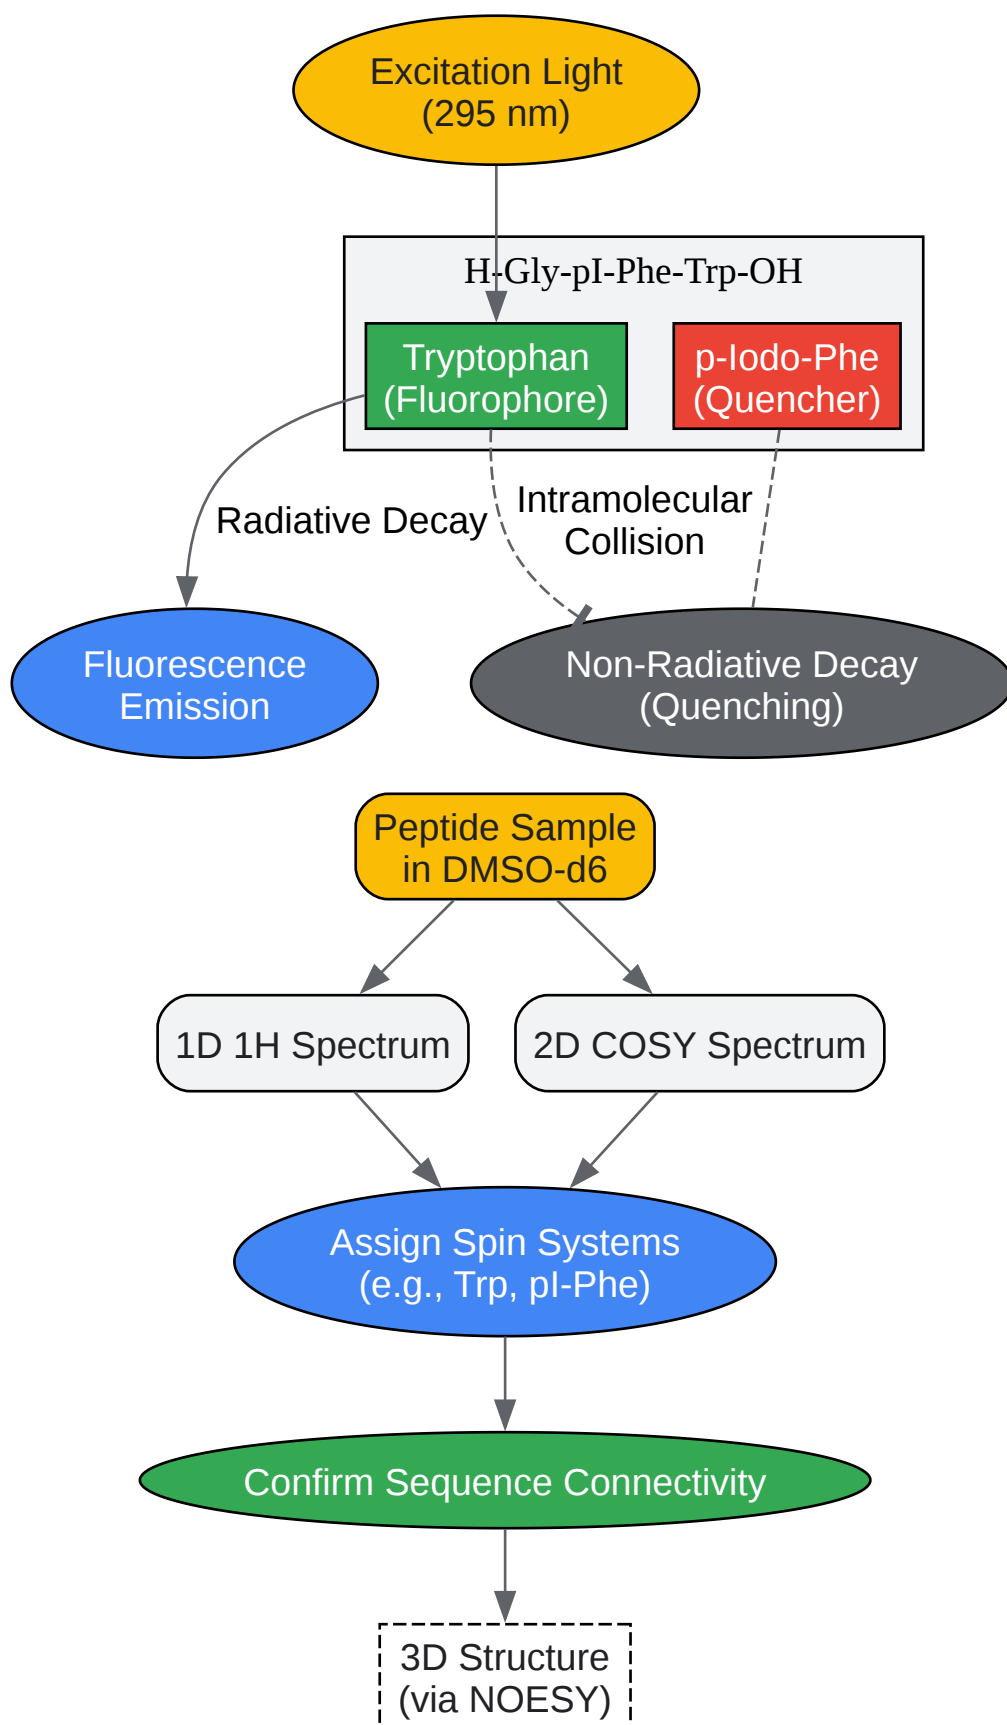 Excitation Light
(295 nm)
H-Gly-pI-Phe-Trp-OH
Tryptophan
(Fluorophore)
p-Iodo-Phe
(Quencher)
Radiative Decay
Intramolecular
Collision
Fluorescence
Emission
Non-Radiative Decay
(Quenching)
Peptide Sample
in DMSO-d6
1D 1H Spectrum
2D COSY Spectrum
Assign Spin Systems
(e.g., Trp, pI-Phe)
Confirm Sequence Connectivity
3D Structure
(via NOESY)